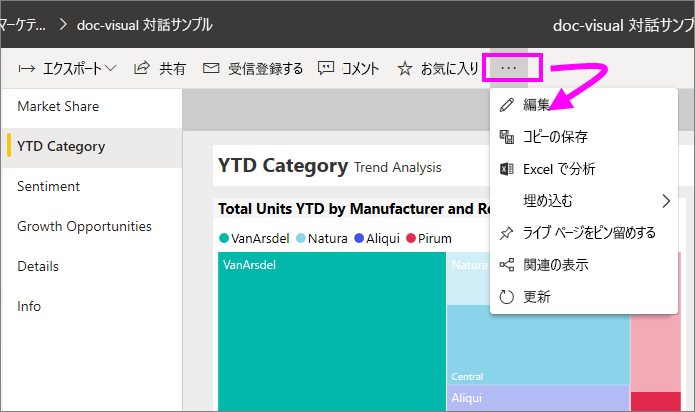 マーケテ... > doc-visual 対話サンプル
doc-visual 対話サンプ
エクスポート 共有 受信登録する コメント お気に入り ...
Market Share
YTD Category
Sentiment
Growth Opportunities
Details
Info
編集
コピーの保存
Excel で分析
埋め込む
ライブ ページをピン留めする
関連の表示
更新
YTD Category Trend Analysis
Total Units YTD by Manufacturer and Re
VanArsdel Natura Aliqui Pirum
VanArsdel
Natura
Central
Aliqui